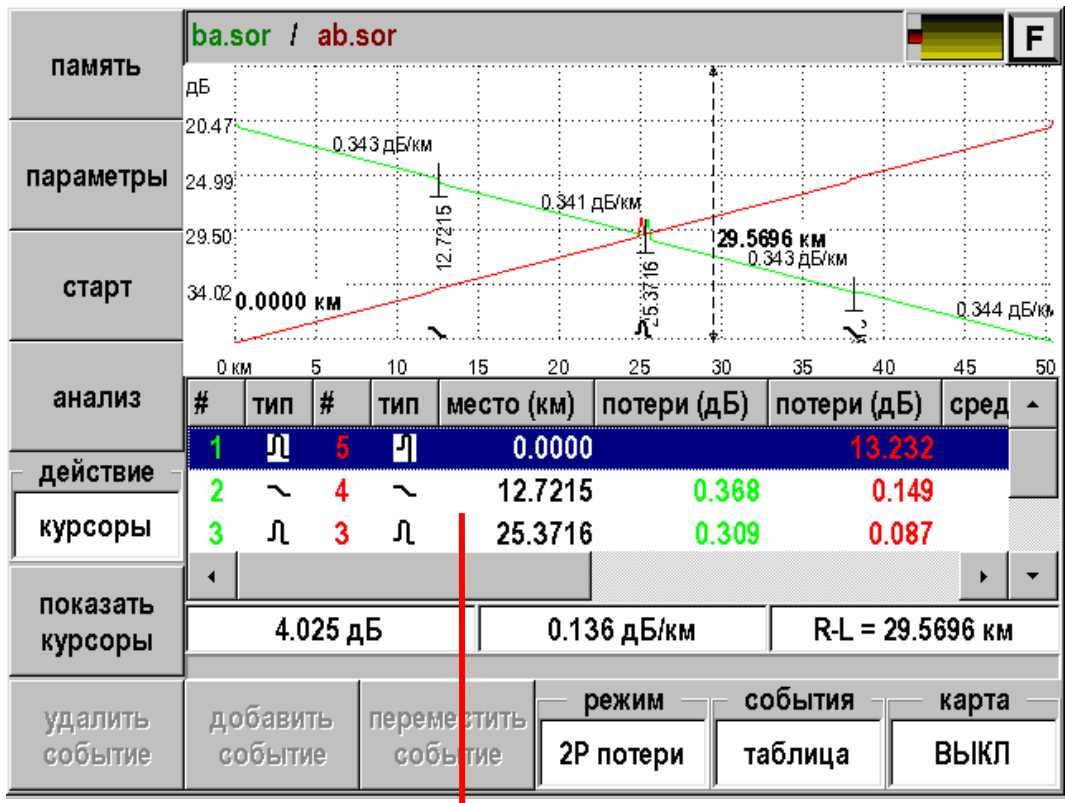 ba.sor / ab.sor
F
память
параметры
старт
анализ
действие
курсоры
показать
курсоры
дБ
20.47
24.99
29.50
34.02
0.343 дБ/км
0.341 дБ/км
0.343 дБ/км
0.344 дБ/км
12.7215
25.3716
29.5696 км
0.0000 км
0 км 5 10 15 20 25 30 35 40 45 50
# тип # тип место (км) потери (дБ) потери (дБ) сред
1 5 0.0000 13.232
2 4 12.7215 0.368 0.149
3 3 25.3716 0.309 0.087
4.025 дБ 0.136 дБ/км R-L = 29.5696 км
удалить
событие
добавить
событие
переместить
событие
режим
2Р потери
события
таблица
карта
ВЫКЛ